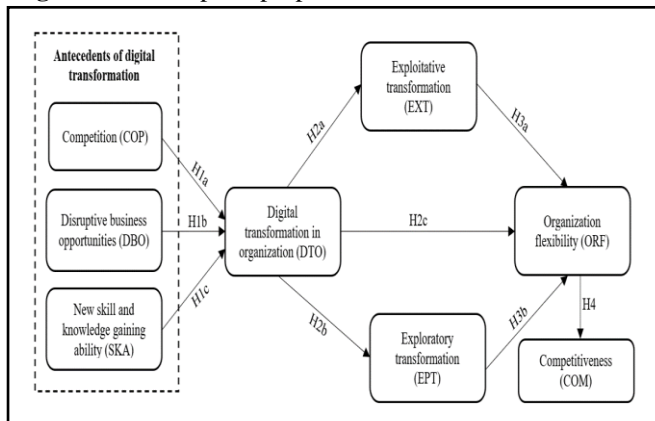 Antecedents of digital
transformation
Competition (COP)
Disruptive business
opportunities (DBO)
New skill and
knowledge gaining
ability (SKA)
H1a
H1b
H1c
Digital
transformation in
organization (DTO)
H2a
H2c
H2b
Exploitative
transformation
(EXT)
Exploratory
transformation
(EPT)
H3a
H3b
Organization
flexibility (ORF)
H4
Competitiveness
(COM)